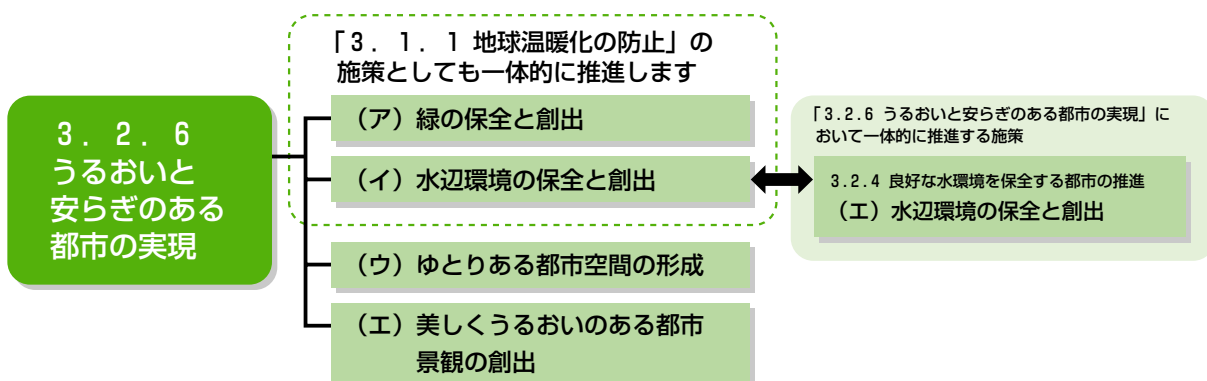 3．2．6
うるおいと
安らぎのある
都市の実現
「3．1．1 地球温暖化の防止」の
施策としても一体的に推進します
（ア）緑の保全と創出
（イ）水辺環境の保全と創出
（ウ）ゆとりある都市空間の形成
（エ）美しくうるおいのある都市
景観の創出
「3.2.6 うるおいと安らぎのある都市の実現」に
おいて一体的に推進する施策
3.2.4 良好な水環境を保全する都市の推進
（エ）水辺環境の保全と創出